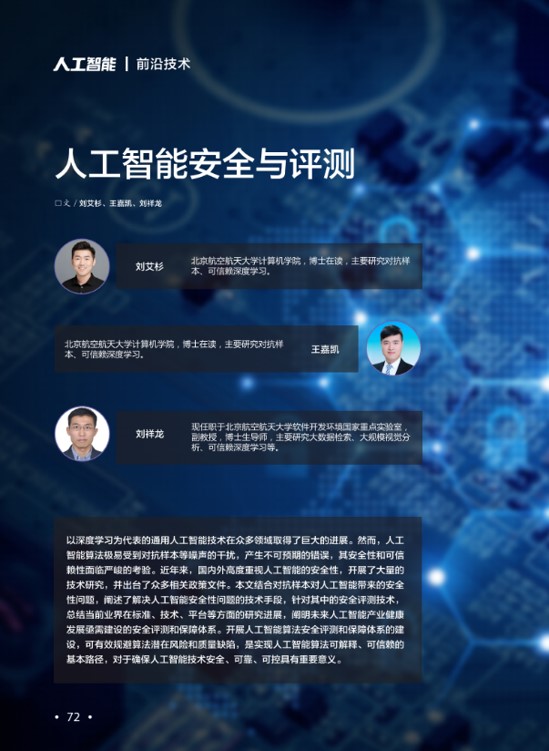 人工智能 | 前沿技术
人工智能安全与评测
□ 文 / 刘艾杉、王嘉凯、刘祥龙
刘艾杉
北京航空航天大学计算机学院，博士在读，主要研究对抗样
本、可信赖深度学习。
北京航空航天大学计算机学院，博士在读，主要研究对抗样
本、可信赖深度学习。
王嘉凯
刘祥龙
现任职于北京航空航天大学软件开发环境国家重点实验室，
副教授，博士生导师，主要研究大数据检索、大规模视觉分
析、可信赖深度学习等。
以深度学习为代表的通用人工智能技术在众多领域取得了巨大的进展。然而，人工
智能算法极易受到对抗样本等噪声的干扰，产生不可预期的错误，其安全性和可信
赖性面临严峻的考验。近年来，国内外高度重视人工智能的安全性，开展了大量的
技术研究，并出台了众多相关政策文件。本文结合对抗样本对人工智能带来的安全
性问题，阐述了解决人工智能安全性问题的技术手段，针对其中的安全评测技术，
总结当前业界在标准、技术、平台等方面的研究进展，阐明未来人工智能产业健康
发展亟需建设的安全评测和保障体系。开展人工智能算法安全评测和保障体系的建
设，可有效规避算法潜在风险和质量缺陷，是实现人工智能算法可解释、可信赖的
基本路径，对于确保人工智能技术安全、可靠、可控具有重要意义。
• 72 •